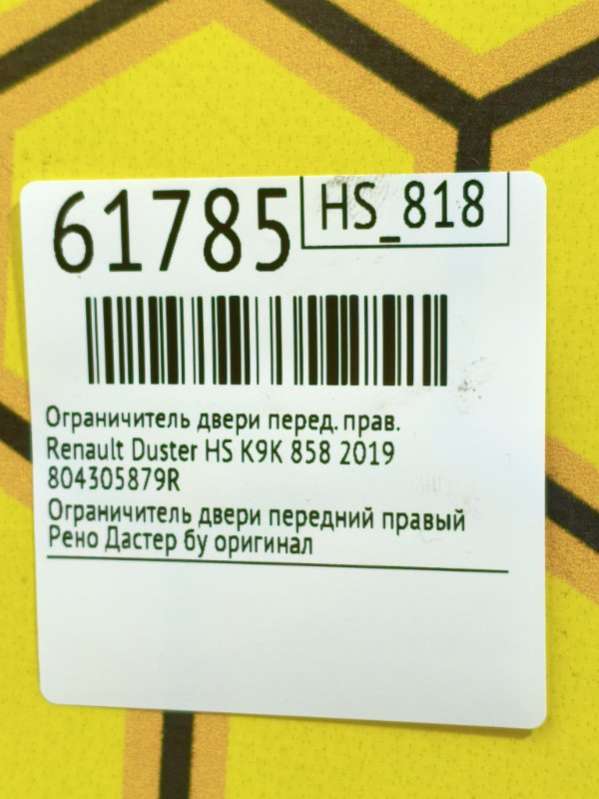 61785
HS_818
Ограничитель двери перед. прав.
Renault Duster HS K9K 858 2019
804305879R
Ограничитель двери передний правый
Рено Дастер бу оригинал